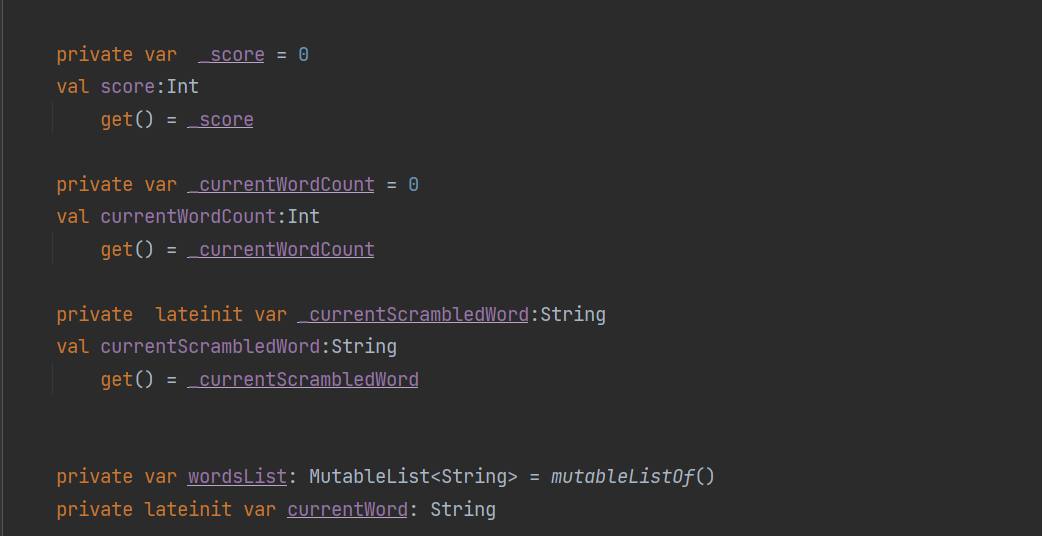 private var  _score = 0
val score:Int
    get() = _score
private var _currentWordCount = 0
val currentWordCount:Int
    get() = _currentWordCount
private  lateinit var _currentScrambledWord:String
val currentScrambledWord:String
    get() = _currentScrambledWord
private var wordsList: MutableList<String> = mutableListOf()
private lateinit var currentWord: String